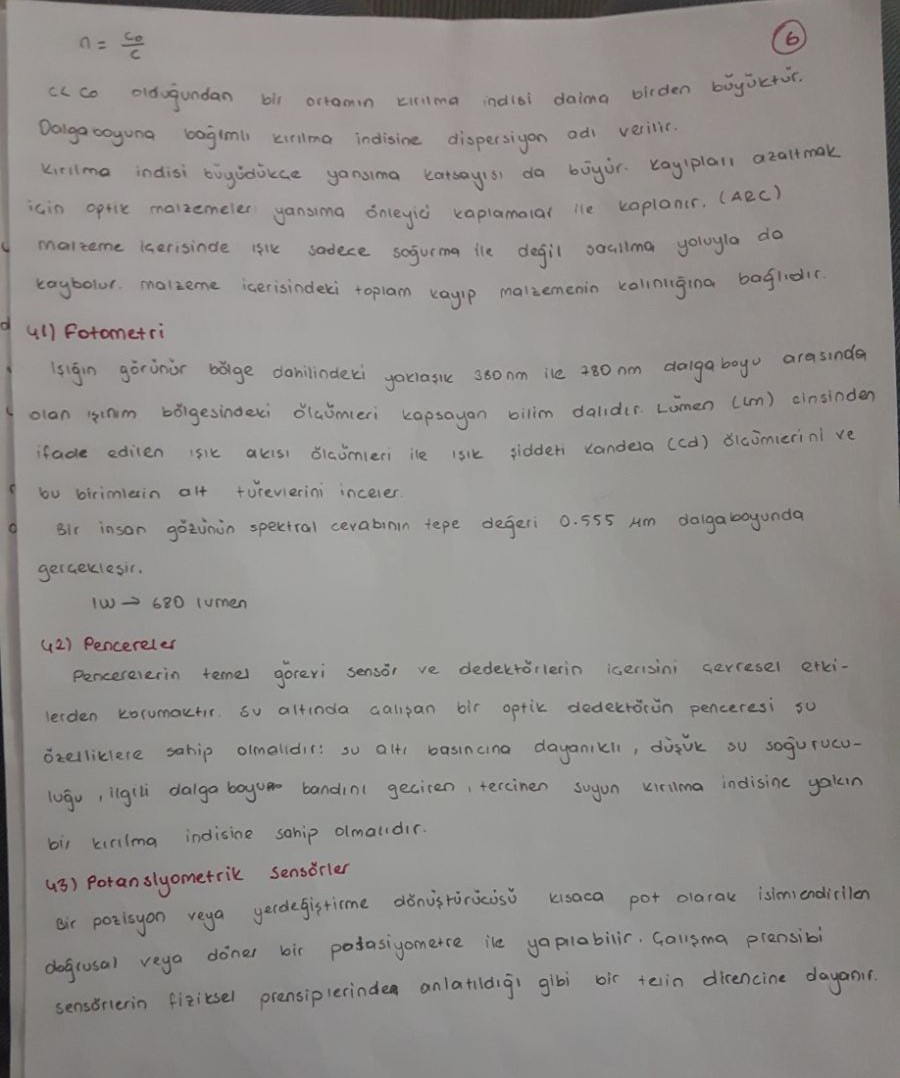 n = c₀/c
6
c<c₀ olduğundan bir ortamın kırılma indisi daima birden büyüktür.
Dalgaboyuna bağımlı kırılma indisine dispersiyon adı verilir.
Kırılma indisi büyüdükçe yansıma katsayısı da büyür. Kayıpları azaltmak
için optik malzemeler yansıma önleyici kaplamalar ile kaplanır. (ARC)
Malzeme içerisinde ışık sadece soğurma ile değil saçılma yoluyla da
kaybolur. Malzeme içerisindeki toplam kayıp malzemenin kalınlığına bağlıdır.
41) Fotometri
Işığın görünür bölge dahilindeki yaklaşık 380 nm ile 780 nm dalga boyu arasında
olan ışınım bölgesindeki ölçümleri kapsayan bilim dalıdır. Lümen (lm) cinsinden
ifade edilen ışık akısı ölçümleri ile ışık şiddeti kandela (cd) ölçümlerini ve
bu birimlerin alt türevlerini inceler.
Bir insan gözünün spektral cevabının tepe değeri 0.555 μm dalgaboyunda
gerçekleşir.
1W → 680 lumen
42) Pencereler
Pencerelerin temel görevi sensör ve dedektörlerin içerisini çevresel etki-
lerden korumaktır. Su altında çalışan bir optik dedektörün penceresi şu
özelliklere sahip olmalıdır: su altı basıncına dayanıklı, düşük su soğurucu-
luğu, ilgili dalga boyu bandını geçiren, tercinen suyun kırılma indisine yakın
bir kırılma indisine sahip olmalıdır.
43) Potansiyometrik Sensörler
Bir pozisyon veya yerdeğiştirme dönüştürücüsü kısaca pot olarak isimlendirilen
doğrusal veya döner bir potasiyometre ile yapılabilir. Çalışma prensibi
sensörlerin fiziksel prensiplerinden anlatıldığı gibi bir telin direncine dayanır.